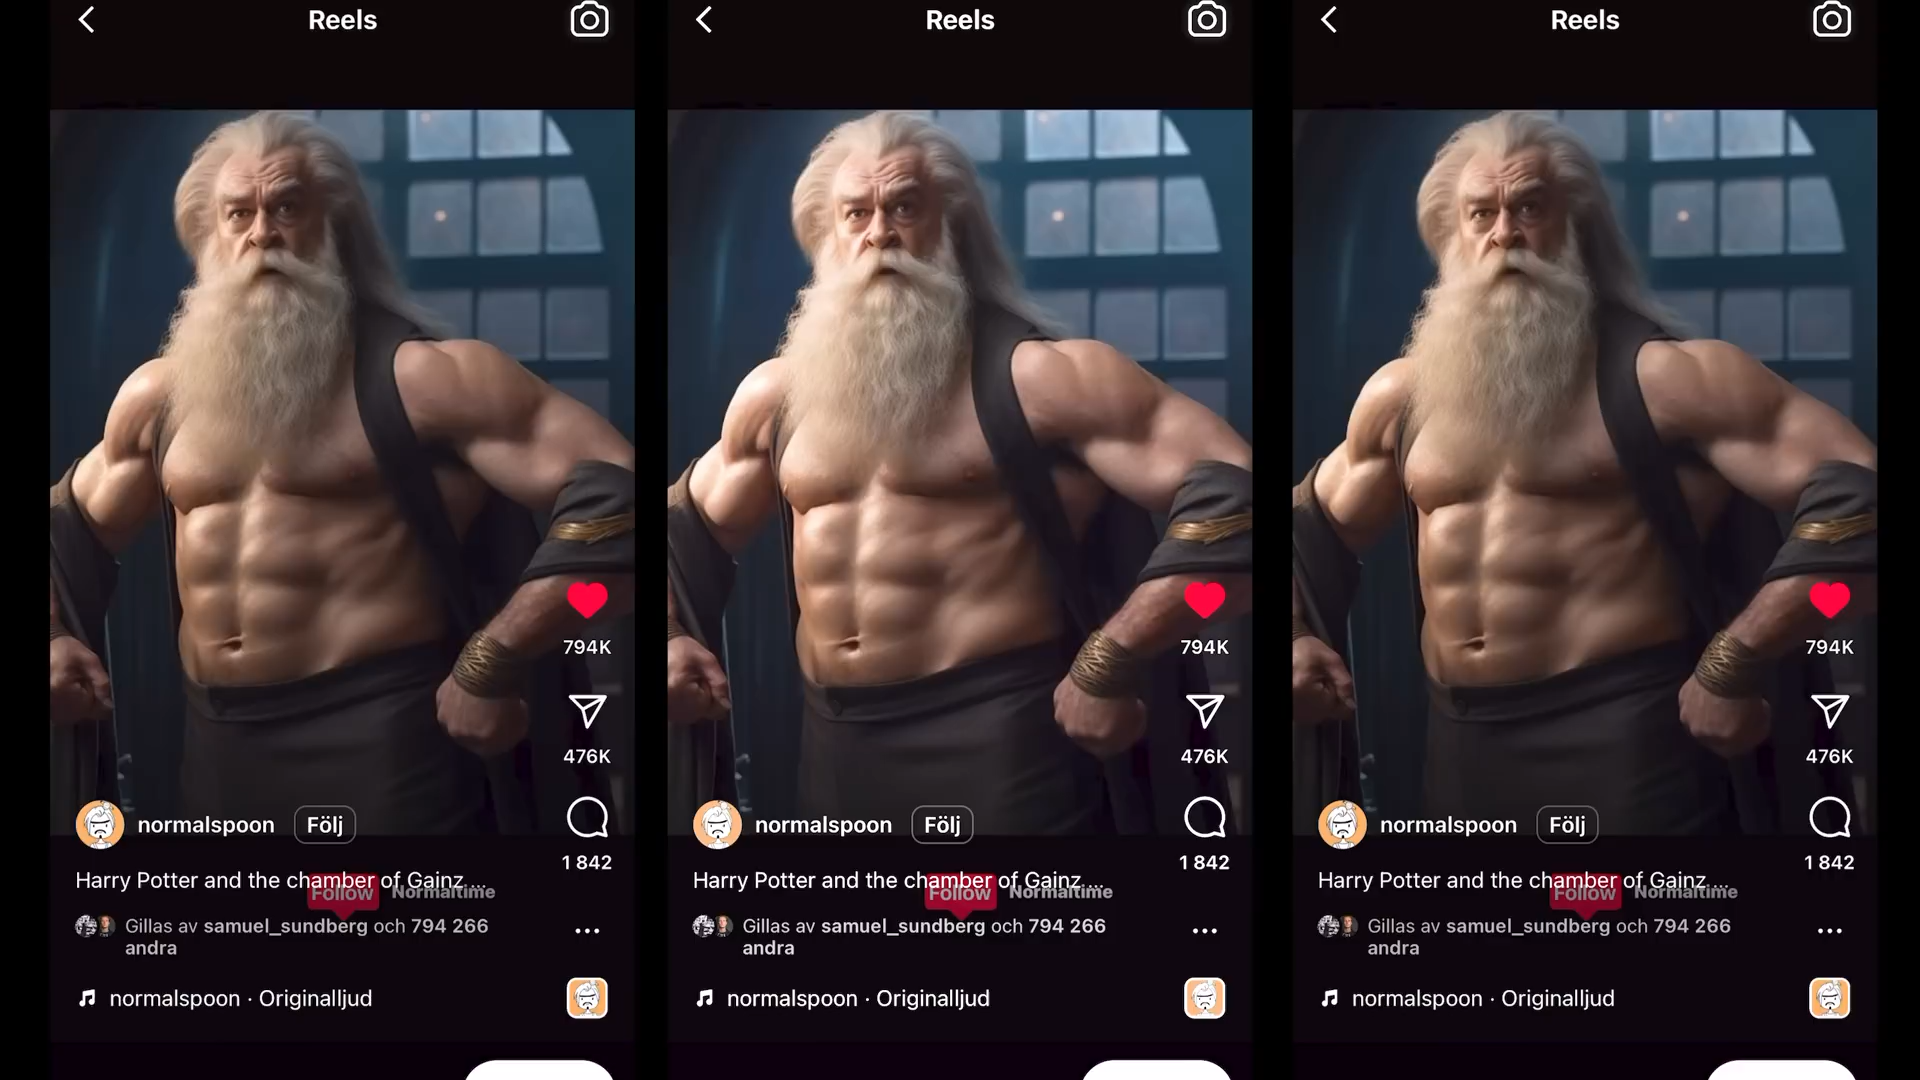 Reels
794K
476K
normalspoon Följ
1 842
Harry Potter and the chamber of Gainz ...
Follow Normaltime
Gillas av samuel_sundberg och 794 266
andra
normalspoon · Originalljud
Reels
794K
476K
normalspoon Följ
1 842
Harry Potter and the chamber of Gainz ...
Follow Normaltime
Gillas av samuel_sundberg och 794 266
andra
normalspoon · Originalljud
Reels
794K
476K
normalspoon Följ
1 842
Harry Potter and the chamber of Gainz ...
Follow Normaltime
Gillas av samuel_sundberg och 794 266
andra
normalspoon · Originalljud